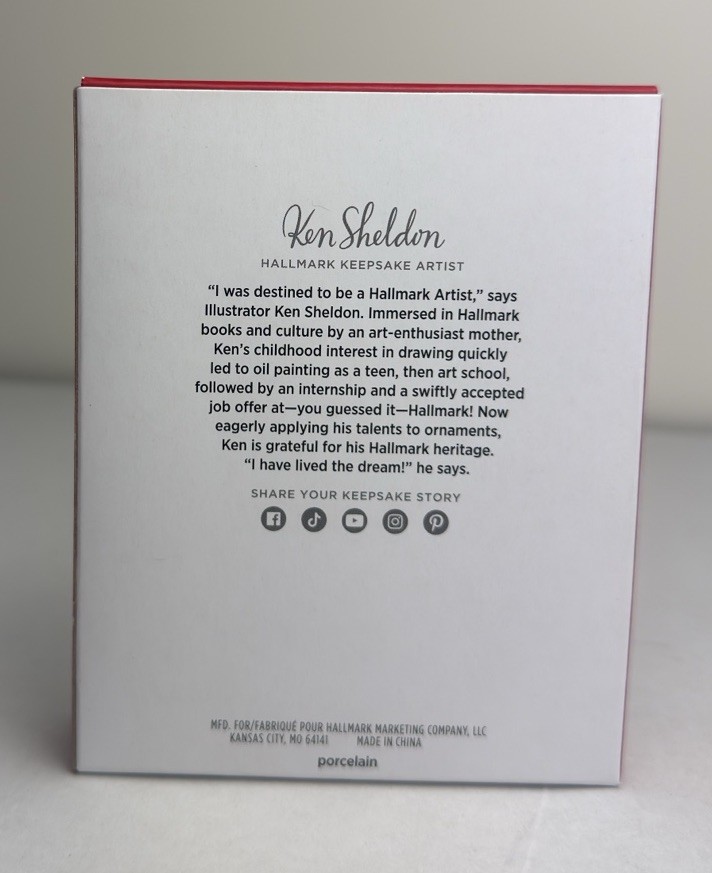 Ken Sheldon
HALLMARK KEEPSAKE ARTIST
“I was destined to be a Hallmark Artist,” says
Illustrator Ken Sheldon. Immersed in Hallmark
books and culture by an art-enthusiast mother,
Ken’s childhood interest in drawing quickly
led to oil painting as a teen, then art school,
followed by an internship and a swiftly accepted
job offer at—you guessed it—Hallmark! Now
eagerly applying his talents to ornaments,
Ken is grateful for his Hallmark heritage.
“I have lived the dream!” he says.
SHARE YOUR KEEPSAKE STORY
MFD. FOR/FABRIQUÉ POUR HALLMARK MARKETING COMPANY, LLC
KANSAS CITY, MO 64141 MADE IN CHINA
porcelain